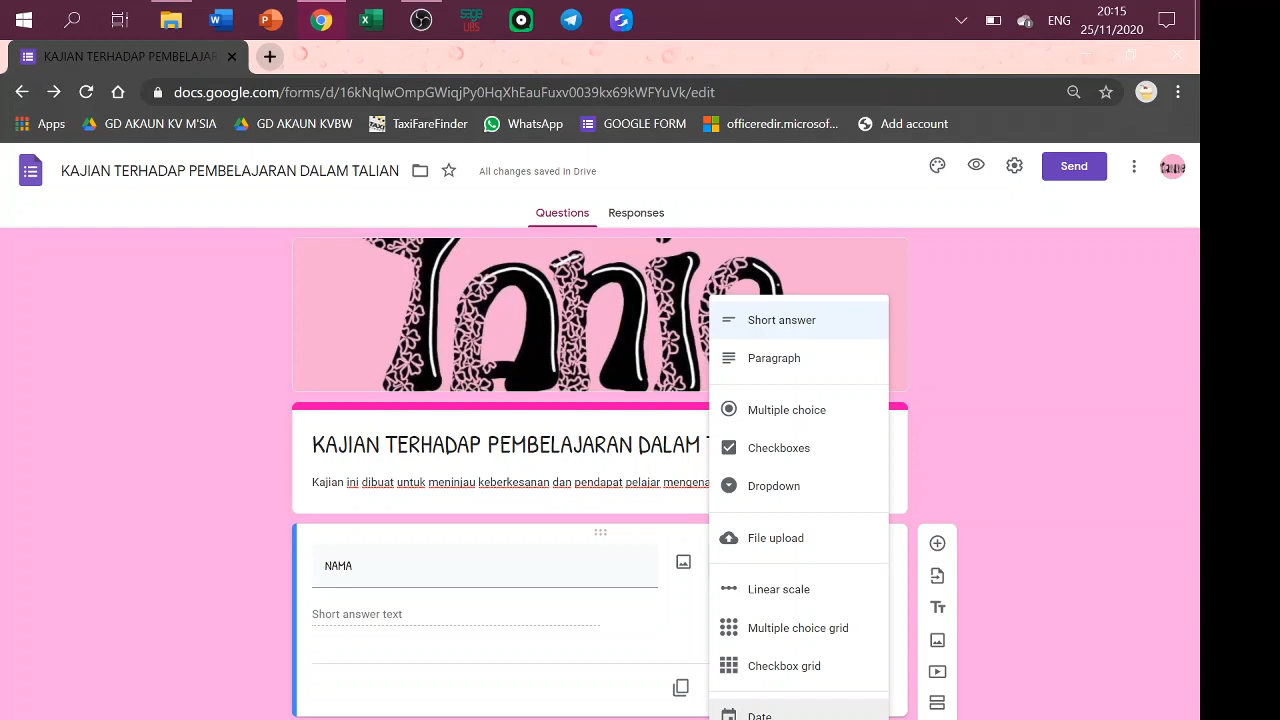 ENG
20:15
25/11/2020
KAJIAN TERHADAP PEMBELAJAR
docs.google.com/forms/d/16kNqIwOmpGWiqjPy0HqXhEauFuxv0039kx69kWFYuVk/edit
Apps
GD AKAUN KV M'SIA
GD AKAUN KVBW
TaxiFareFinder
WhatsApp
GOOGLE FORM
officeredir.microsof...
Add account
KAJIAN TERHADAP PEMBELAJARAN DALAM TALIAN
All changes saved in Drive
Send
Questions
Responses
Tanie
KAJIAN TERHADAP PEMBELAJARAN DALAM T
Kajian ini dibuat untuk meninjau keberkesanan dan pendapat pelajar mengena
NAMA
Short answer text
Short answer
Paragraph
Multiple choice
Checkboxes
Dropdown
File upload
Linear scale
Multiple choice grid
Checkbox grid
Date